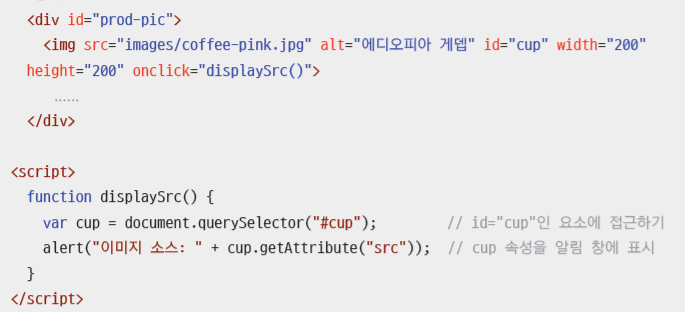 <div id="prod-pic">
<img src="images/coffee-pink.jpg" alt="에디오피아 게뎁" id="cup" width="200"
height="200" onclick="displaySrc()">
......
</div>
<script>
function displaySrc() {
var cup = document.querySelector("#cup"); // id="cup"인 요소에 접근하기
alert("이미지 소스: " + cup.getAttribute("src")); // cup 속성을 알림 창에 표시
}
</script>